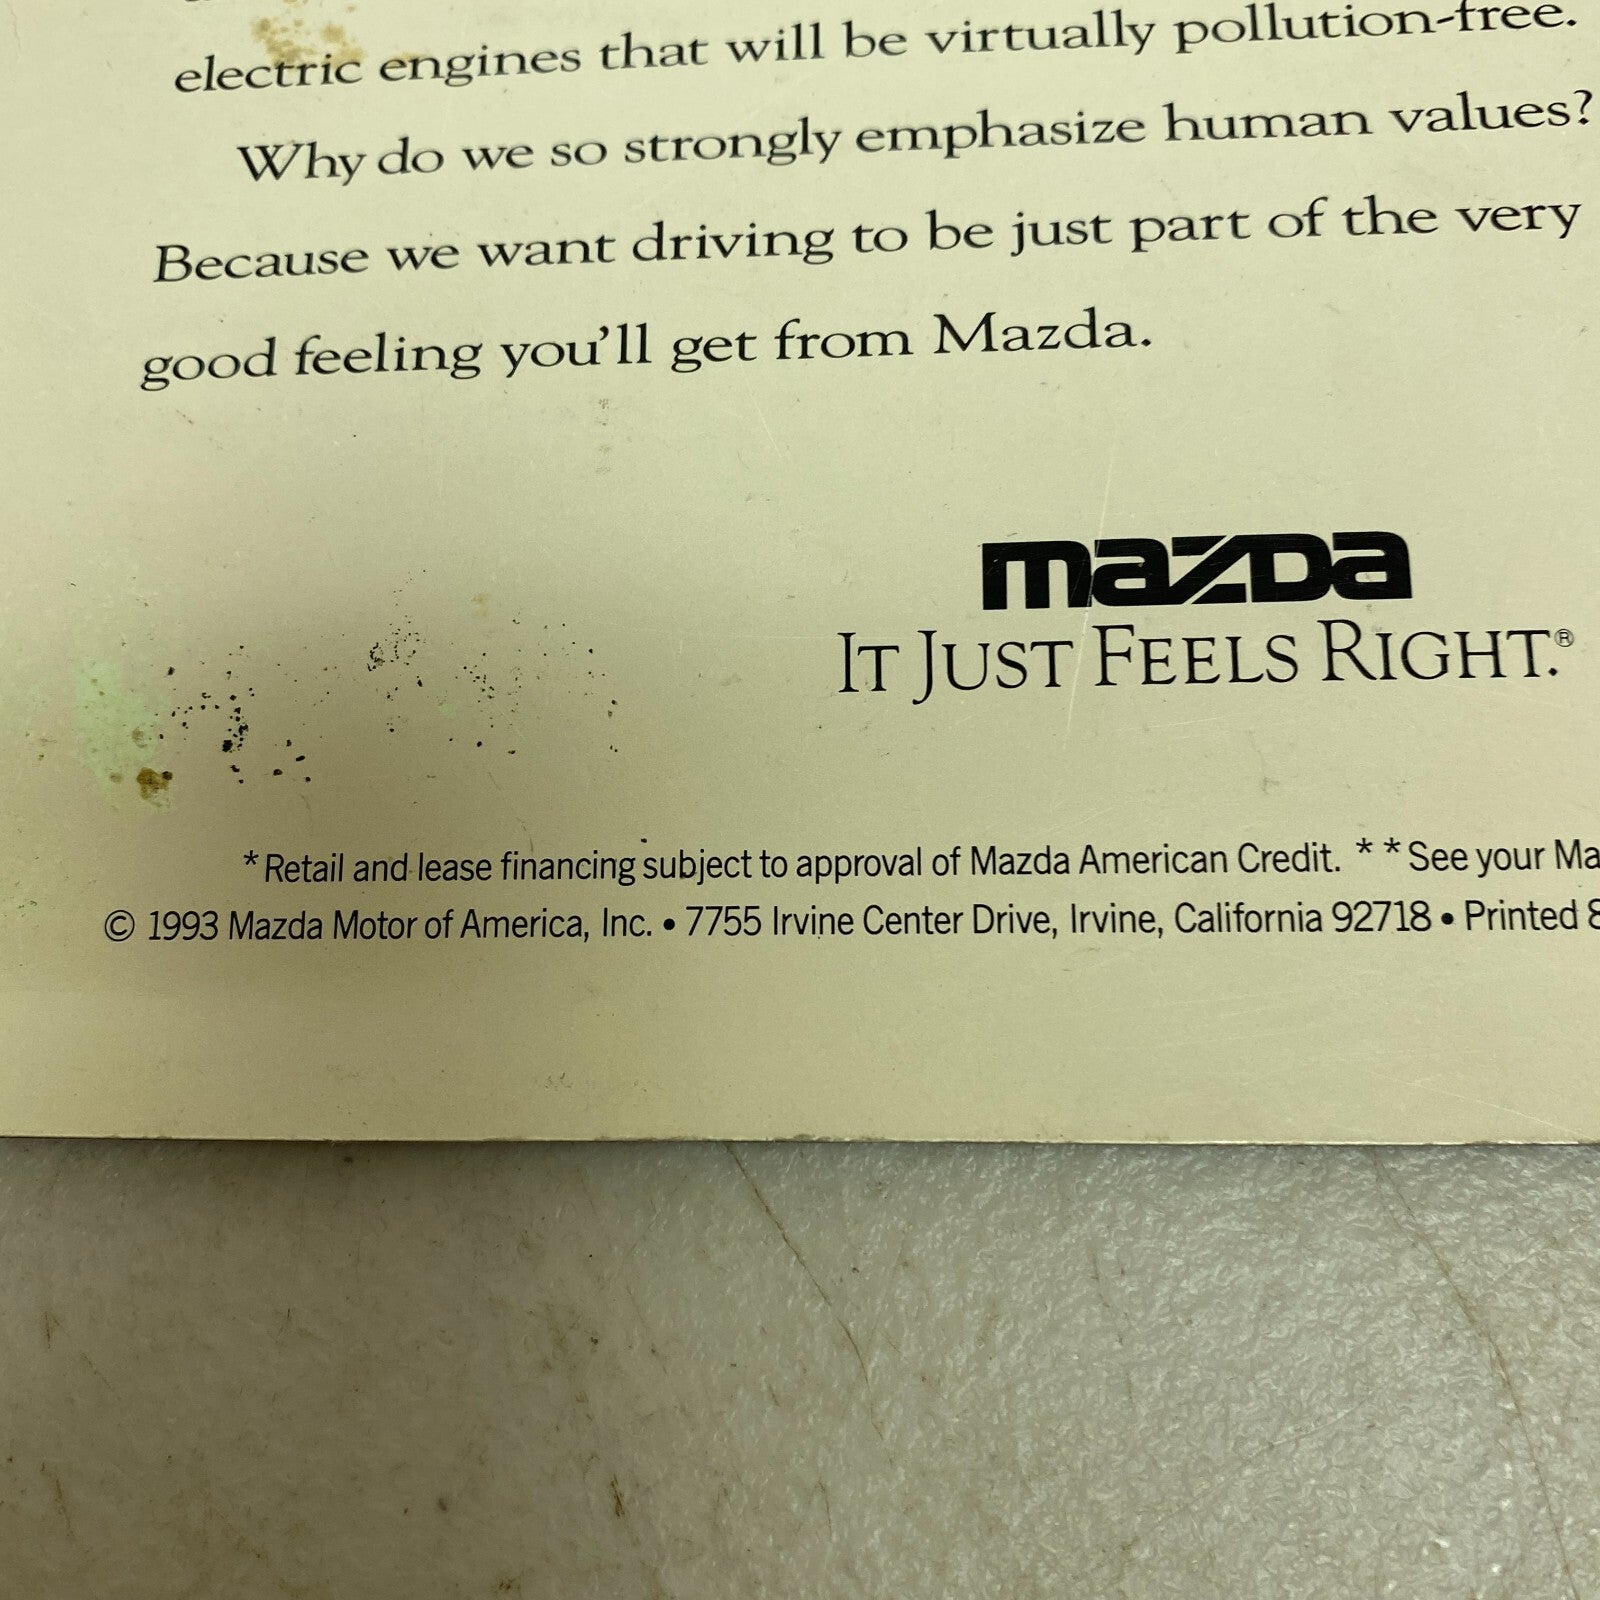 electric engines that will be virtually pollution-free.
Why do we so strongly emphasize human values?
Because we want driving to be just part of the very
good feeling you'll get from Mazda.
mazda
IT JUST FEELS RIGHT.®
*Retail and lease financing subject to approval of Mazda American Credit. **See your Ma
© 1993 Mazda Motor of America, Inc. • 7755 Irvine Center Drive, Irvine, California 92718 • Printed